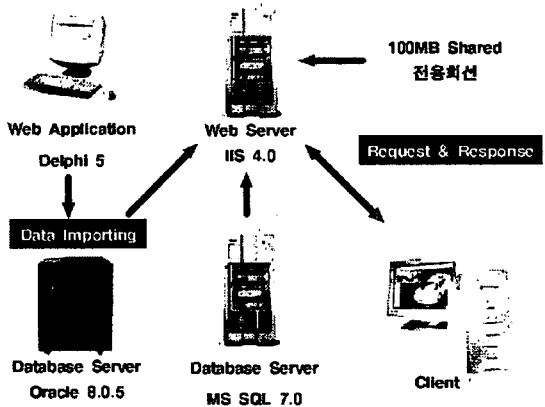 100MB Shared
전용회선
Web Application
Delphi 5
Web Server
IIS 4.0
Request & Response
Data Importing
Database Server
Oracle 8.0.5
Database Server
MS SQL 7.0
Client